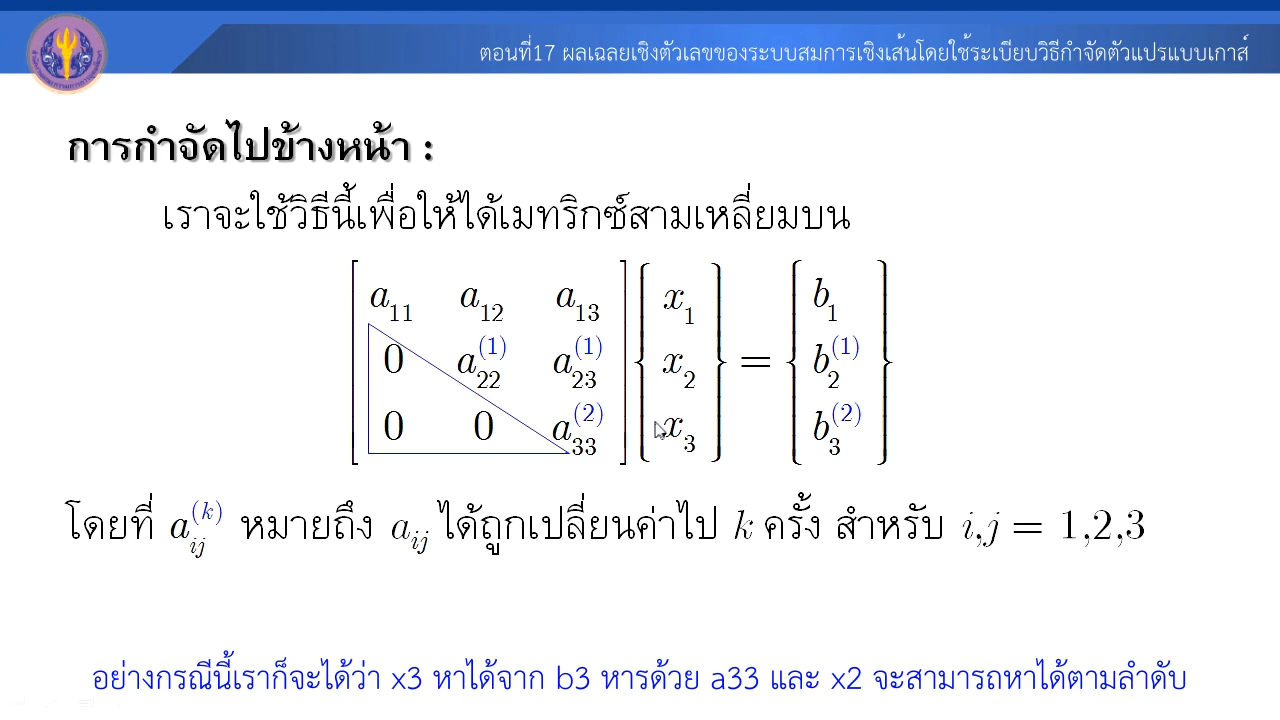 ตอนที่17 ผลเฉลยเชิงตัวเลขของระบบสมการเชิงเส้นโดยใช้ระเบียบวิธีกำจัดตัวแปรแบบเกาส์
การกำจัดไปข้างหน้า :
เราจะใช้วิธีนี้เพื่อให้ได้เมทริกซ์สามเหลี่ยมบน
a₁₁ a₁₂ a₁₃ x₁ b₁
0 a₂₂⁽¹⁾ a₂₃⁽¹⁾ x₂ = b₂⁽¹⁾
0 0 a₃₃⁽²⁾ x₃ b₃⁽²⁾
โดยที่ aᵢⱼ⁽ᵏ⁾ หมายถึง aᵢⱼ ได้ถูกเปลี่ยนค่าไป k ครั้ง สำหรับ i,j = 1,2,3
อย่างกรณีนี้เราก็จะได้ว่า x3 หาได้จาก b3 หารด้วย a33 และ x2 จะสามารถหาได้ตามลำดับ